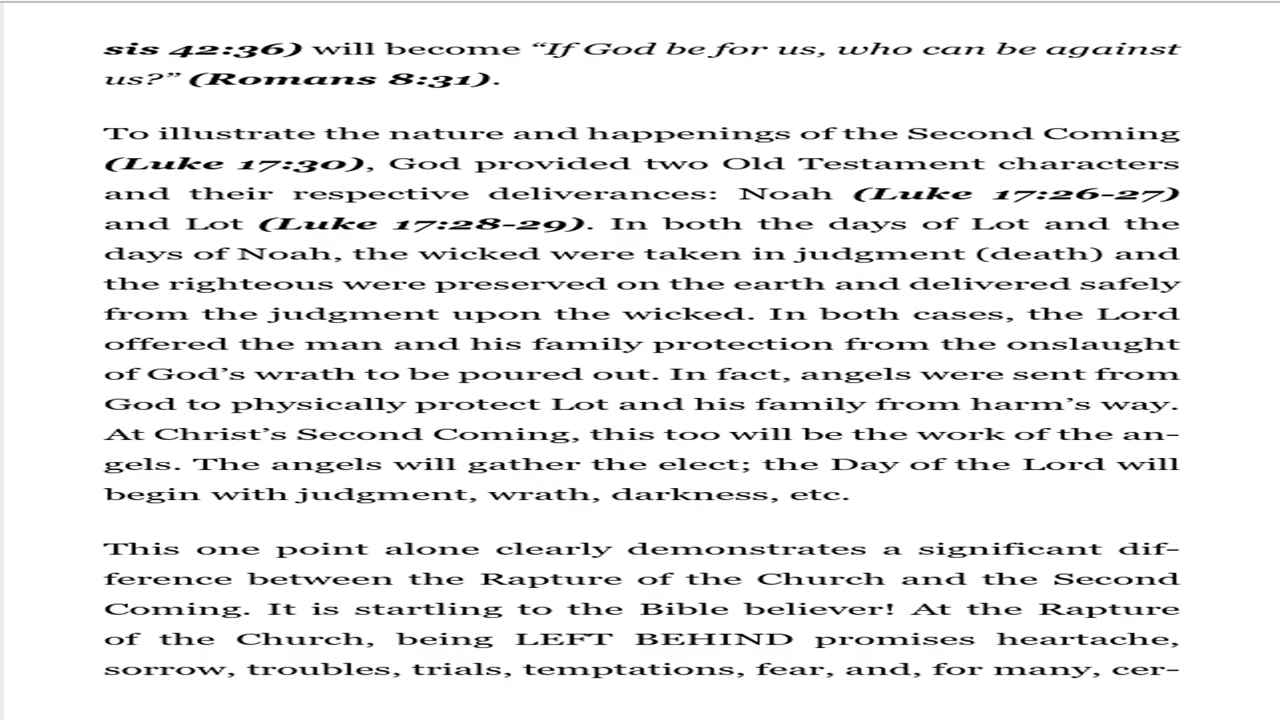 sis 42:36) will become “If God be for us, who can be against
us?” (Romans 8:31).
To illustrate the nature and happenings of the Second Coming
(Luke 17:30), God provided two Old Testament characters
and their respective deliverances: Noah (Luke 17:26-27)
and Lot (Luke 17:28-29). In both the days of Lot and the
days of Noah, the wicked were taken in judgment (death) and
the righteous were preserved on the earth and delivered safely
from the judgment upon the wicked. In both cases, the Lord
offered the man and his family protection from the onslaught
of God’s wrath to be poured out. In fact, angels were sent from
God to physically protect Lot and his family from harm’s way.
At Christ’s Second Coming, this too will be the work of the an-
gels. The angels will gather the elect; the Day of the Lord will
begin with judgment, wrath, darkness, etc.
This one point alone clearly demonstrates a significant dif-
ference between the Rapture of the Church and the Second
Coming. It is startling to the Bible believer! At the Rapture
of the Church, being LEFT BEHIND promises heartache,
sorrow, troubles, trials, temptations, fear, and, for many, cer-